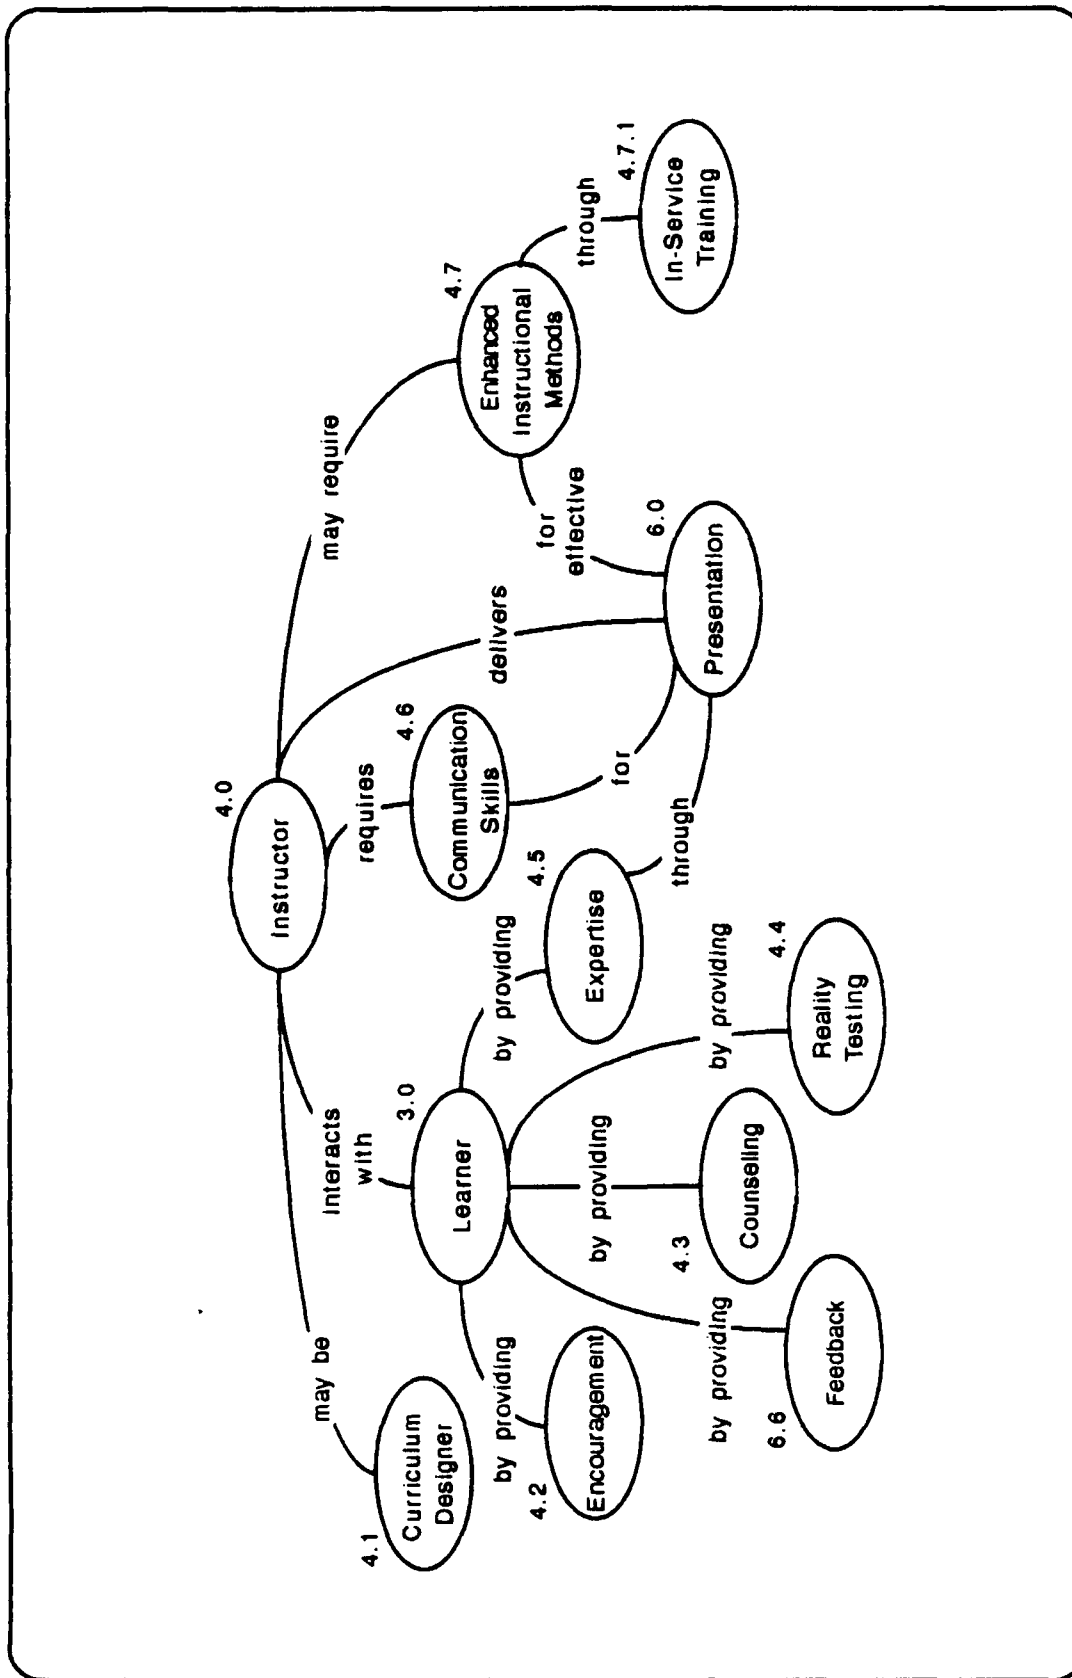 4.0
Instructor
may be
Interacts
with
requires
delivers
may require
4.1
Curriculum
Designer
3.0
Learner
4.6
Communication
Skills
4.7
Enhanced
Instructional
Methods
by providing
by providing
for
effective
through
4.2
Encouragement
4.5
Expertise
by providing
for
4.7.1
In-Service
Training
by providing
by providing
through
6.0
Presentation
4.3
Counseling
6.6
Feedback
4.4
Reality
Testing